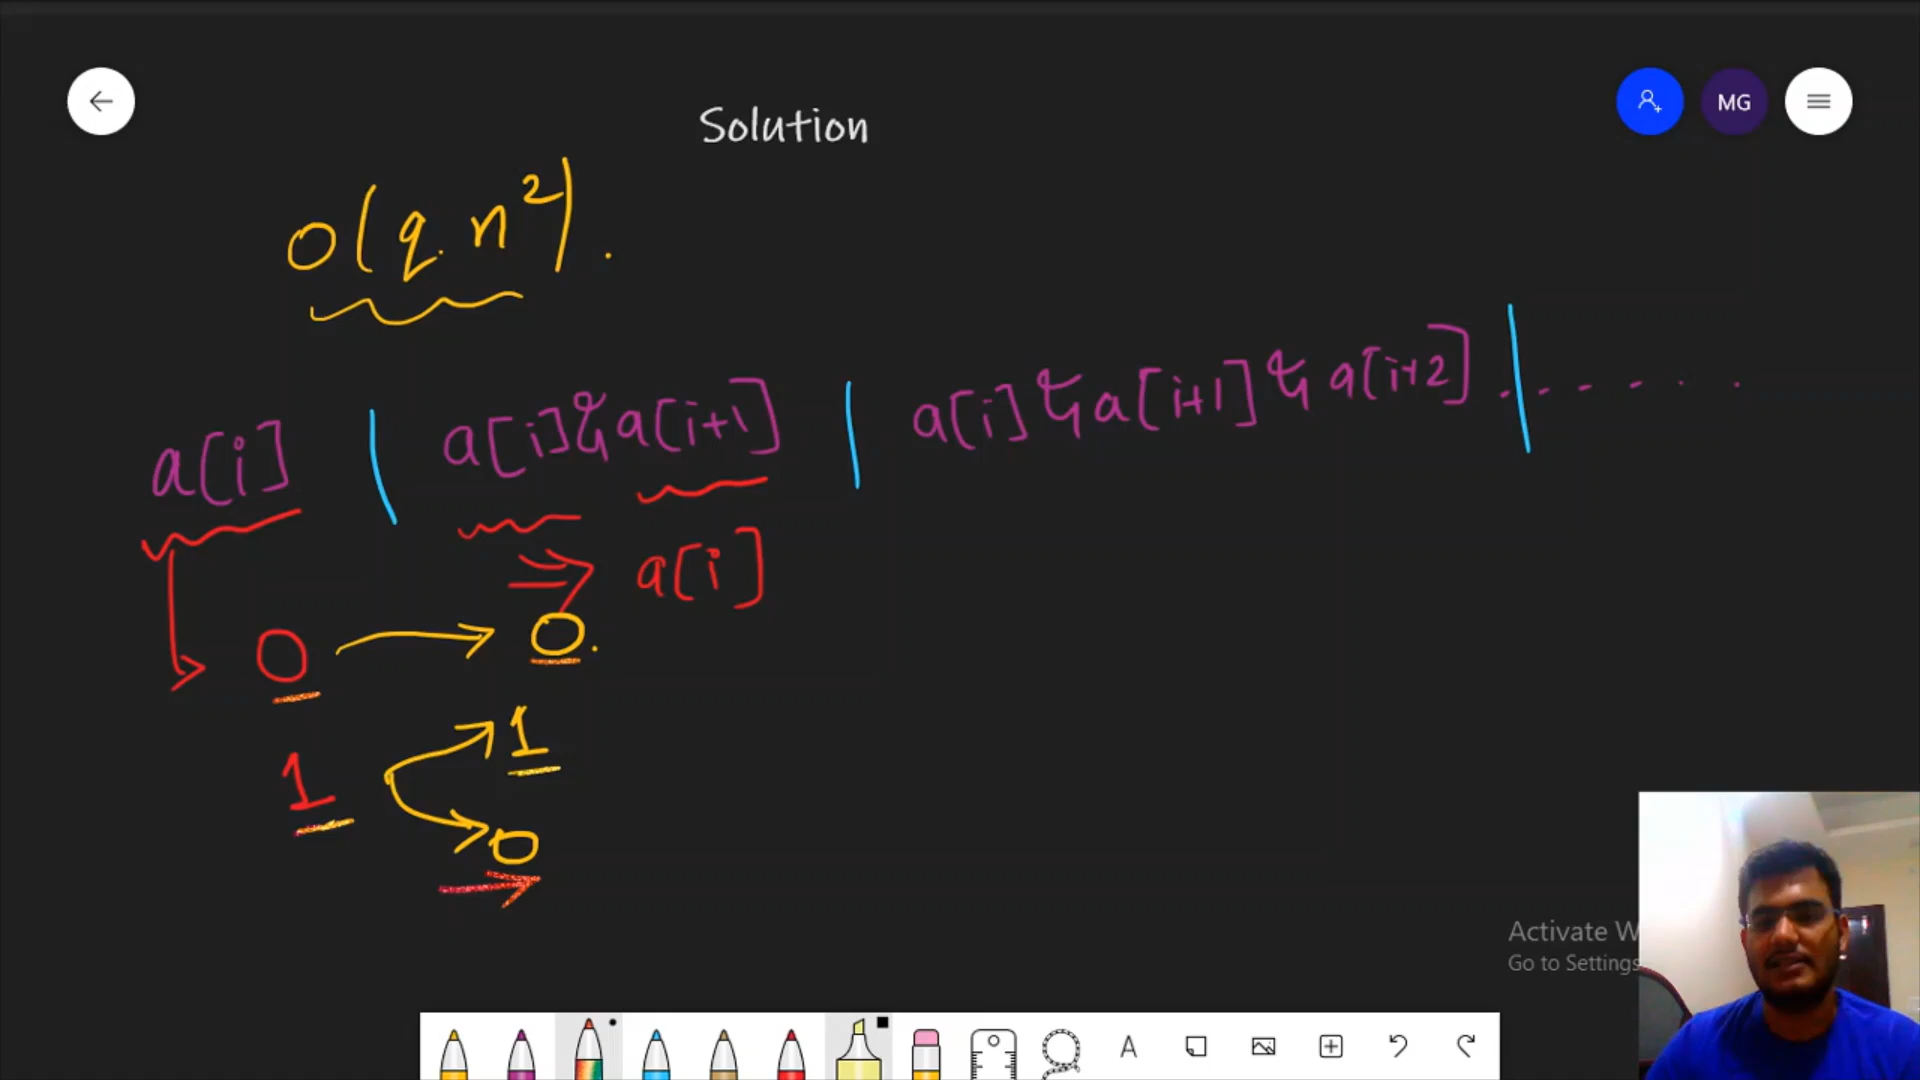 MG
Solution
O(q.n²).
a[i] | a[i]&a[i+1] | a[i]&a[i+1]&a[i+2] | . . . . . .
⇒ a[i]
0 → 0.
1 → 1
0
Activate W
Go to Settings
A